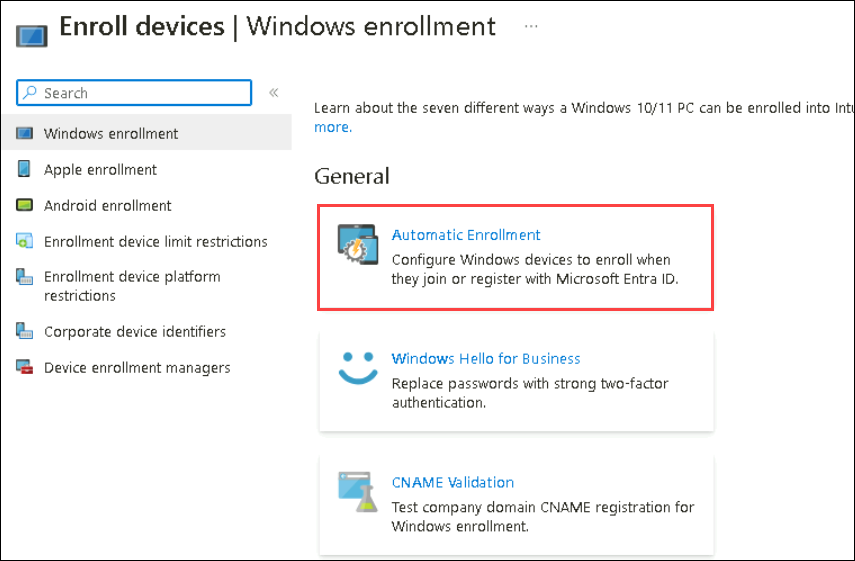 Enroll devices | Windows enrollment ...
Search «
Windows enrollment
Apple enrollment
Android enrollment
Enrollment device limit restrictions
Enrollment device platform
restrictions
Corporate device identifiers
Device enrollment managers
Learn about the seven different ways a Windows 10/11 PC can be enrolled into Intu
more.
General
Automatic Enrollment
Configure Windows devices to enroll when
they join or register with Microsoft Entra ID.
Windows Hello for Business
Replace passwords with strong two-factor
authentication.
CNAME Validation
Test company domain CNAME registration for
Windows enrollment.